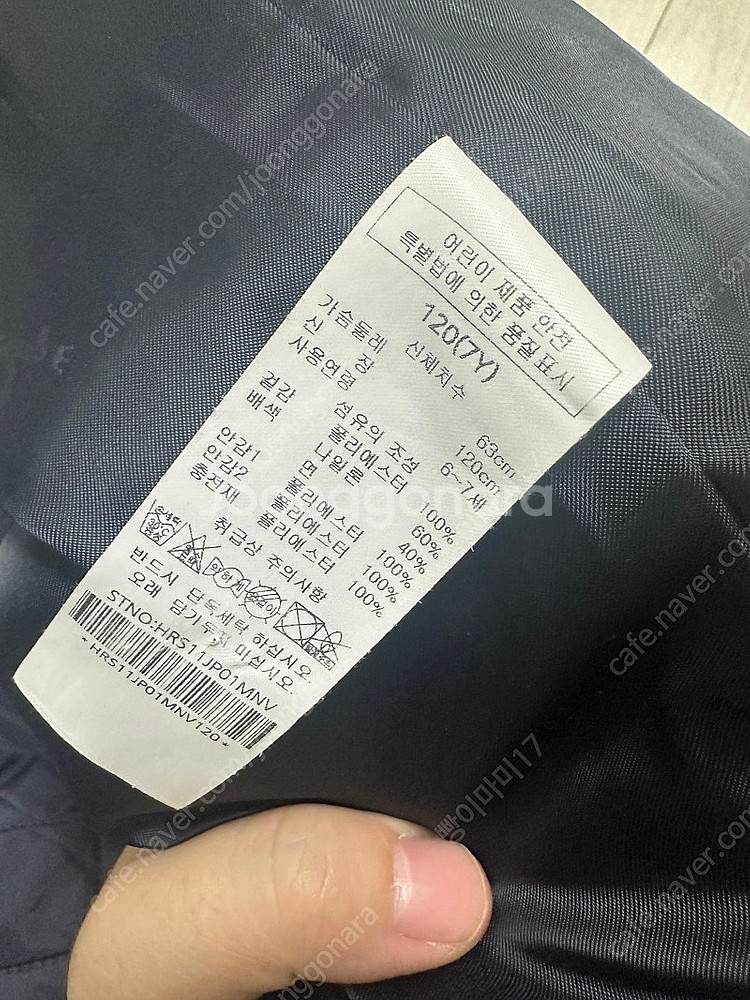 어린이 제품 안전
특별법에 의한 품질표시
120(7Y)
신체치수
가슴둘레 63cm
신 장 120cm
사용연령 6~7세
섬유의 조성
겉감 폴리에스터 100%
배색 나일론 60%
면 40%
안감1 폴리에스터 100%
안감2 폴리에스터 100%
충전재 폴리에스터 100%
취급상 주의사항
반드시 단독세탁 하십시오.
오래 담가두지 마십시오.
STNO:HRS11JP01MNV
*HRS11JP01MNV120*
joonggonara
cafe.naver.com/joonggonara